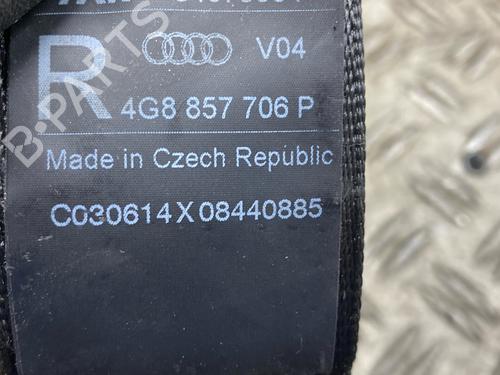 R V04
4G8 857 706 P
Made in Czech Republic
C030614X08440885
B-PARTS